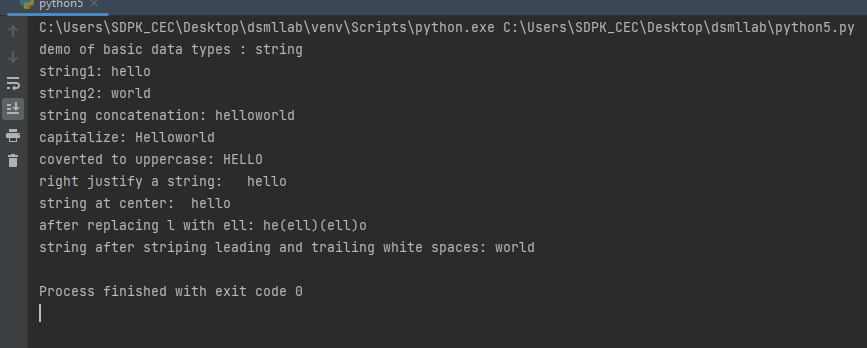 python5
C:\Users\SDPK_CEC\Desktop\dsmllab\venv\Scripts\python.exe C:\Users\SDPK_CEC\Desktop\dsmllab\python5.py
demo of basic data types : string
string1: hello
string2: world
string concatenation: helloworld
capitalize: Helloworld
coverted to uppercase: HELLO
right justify a string:   hello
string at center:  hello
after replacing l with ell: he(ell)(ell)o
string after striping leading and trailing white spaces: world
Process finished with exit code 0